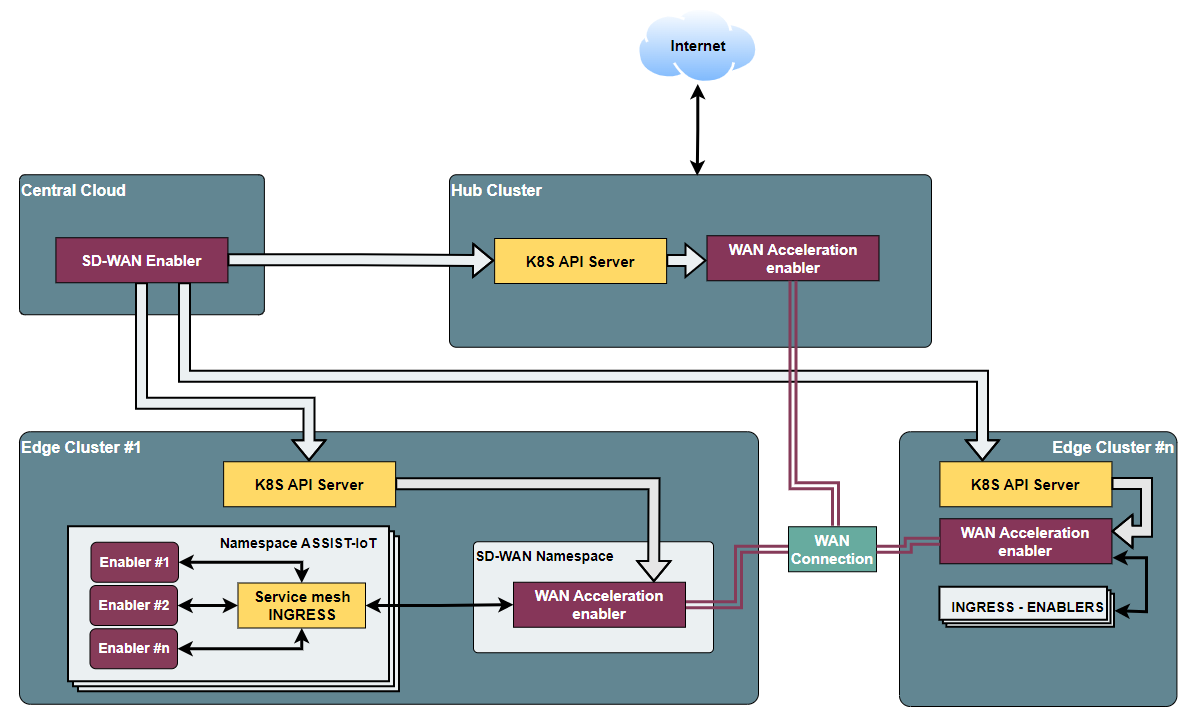 Internet
Central Cloud
SD-WAN Enabler
Hub Cluster
K8S API Server
WAN Acceleration
enabler
Edge Cluster #1
K8S API Server
Namespace ASSIST-IoT
Enabler #1
Enabler #2
Enabler #n
Service mesh
INGRESS
SD-WAN Namespace
WAN Acceleration
enabler
WAN
Connection
Edge Cluster #n
K8S API Server
WAN Acceleration
enabler
INGRESS - ENABLERS